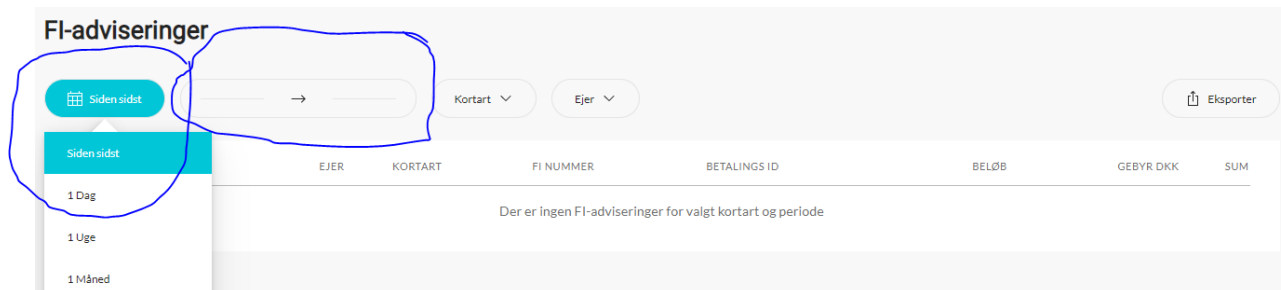 FI-adviseringer
Siden sidst → Kortart Ejer Eksporter
Siden sidst
EJER KORTART FI NUMMER BETALINGS ID BELØB GEBYR DKK SUM
1 Dag
Der er ingen FI-adviseringer for valgt kortart og periode
1 Uge
1 Måned